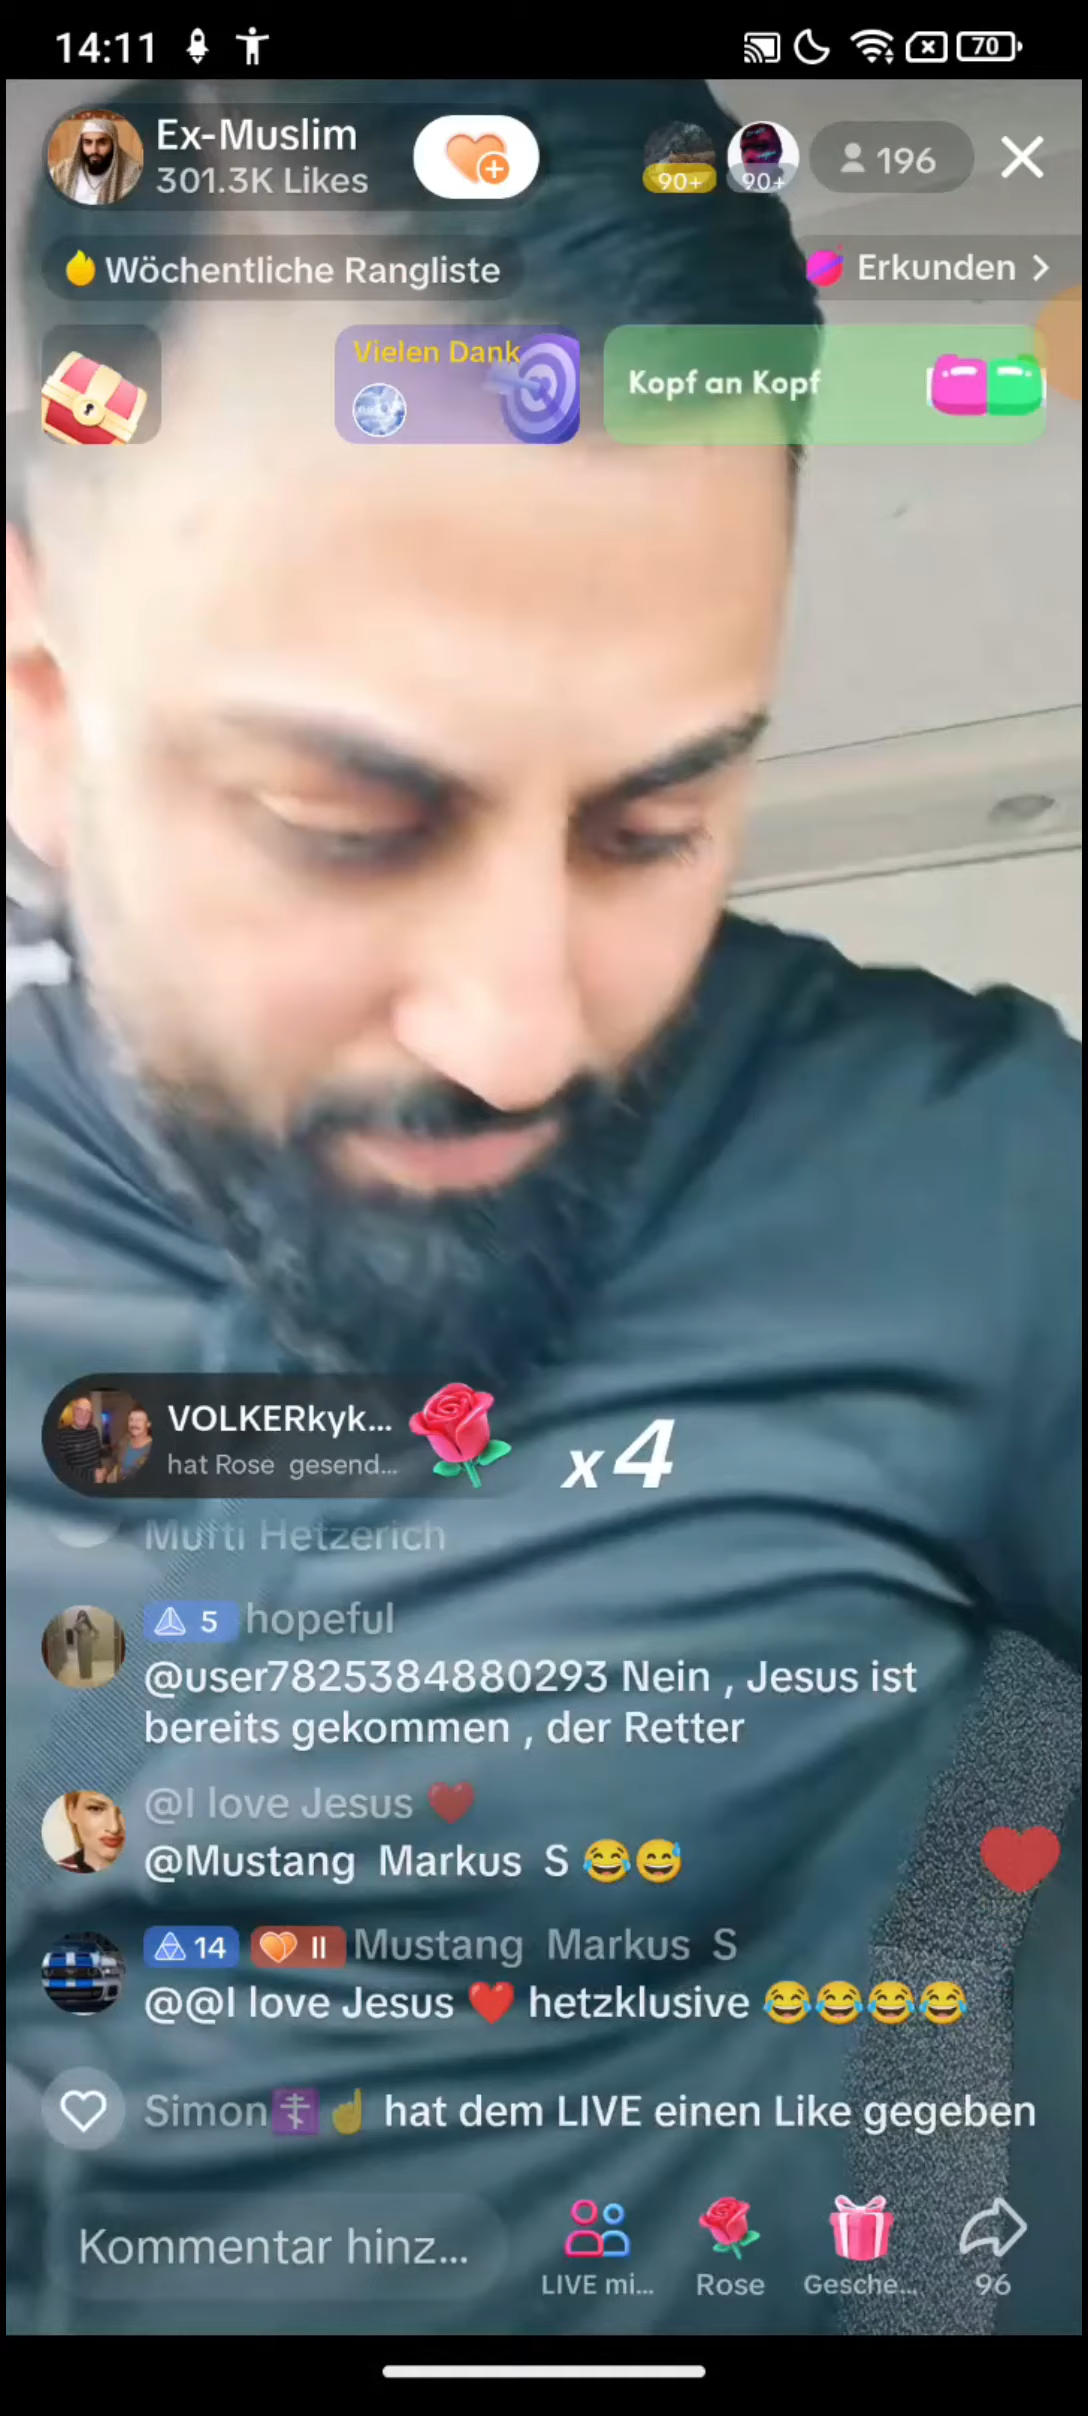 14:11
70
Ex-Muslim
301.3K Likes
90+
90+
196
Wöchentliche Rangliste
Erkunden >
Vielen Dank
Kopf an Kopf
VOLKERkyk...
hat Rose gesend...
x4
Mufti Hetzerich
5 hopeful
@user7825384880293 Nein , Jesus ist
bereits gekommen , der Retter
@I love Jesus ❤️
@Mustang Markus S 😂😅
14 II Mustang Markus S
@@I love Jesus ❤️ hetzklusive 😂😂😂😂
Simon☦️☝️ hat dem LIVE einen Like gegeben
Kommentar hinz...
LIVE mi...
Rose
Gesche...
96